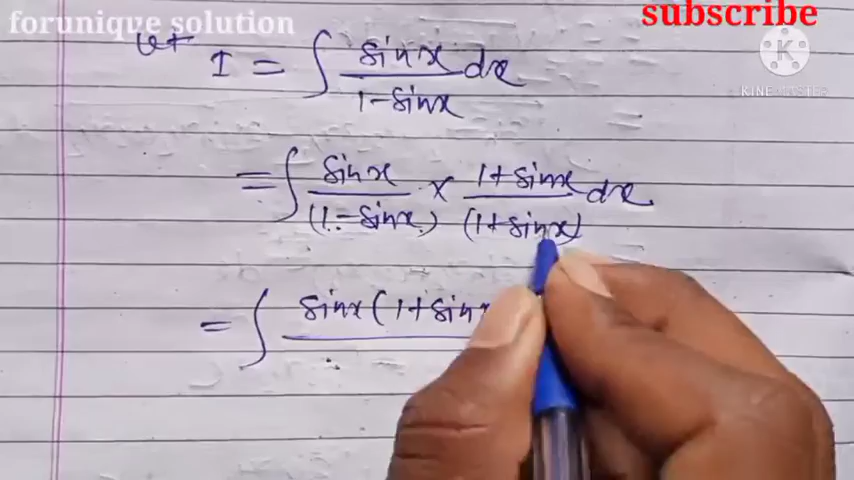 forunique solution
subscribe
KINEMASTER
Let I = ∫ sinx / 1-sinx dx
= ∫ sinx / (1-sinx) × 1+sinx / (1+sinx) dx
= ∫ sinx(1+sinx